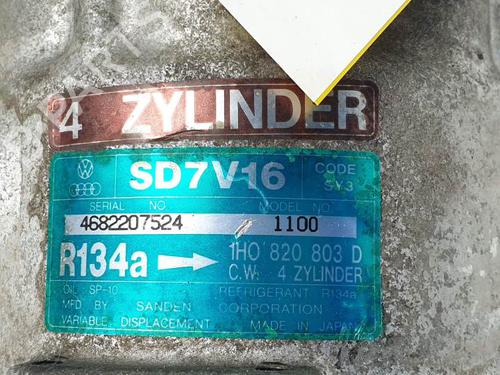 4 ZYLINDER
SD7V16 CODE
SY3
SERIAL NO. MODEL NO.
4682207524 1100
R134a 1H0 820 803 D
C.W. 4 ZYLINDER
OIL SP-10 REFRIGERANT R134a
MFD BY SANDEN CORPORATION
VARIABLE DISPLACEMENT MADE IN JAPAN